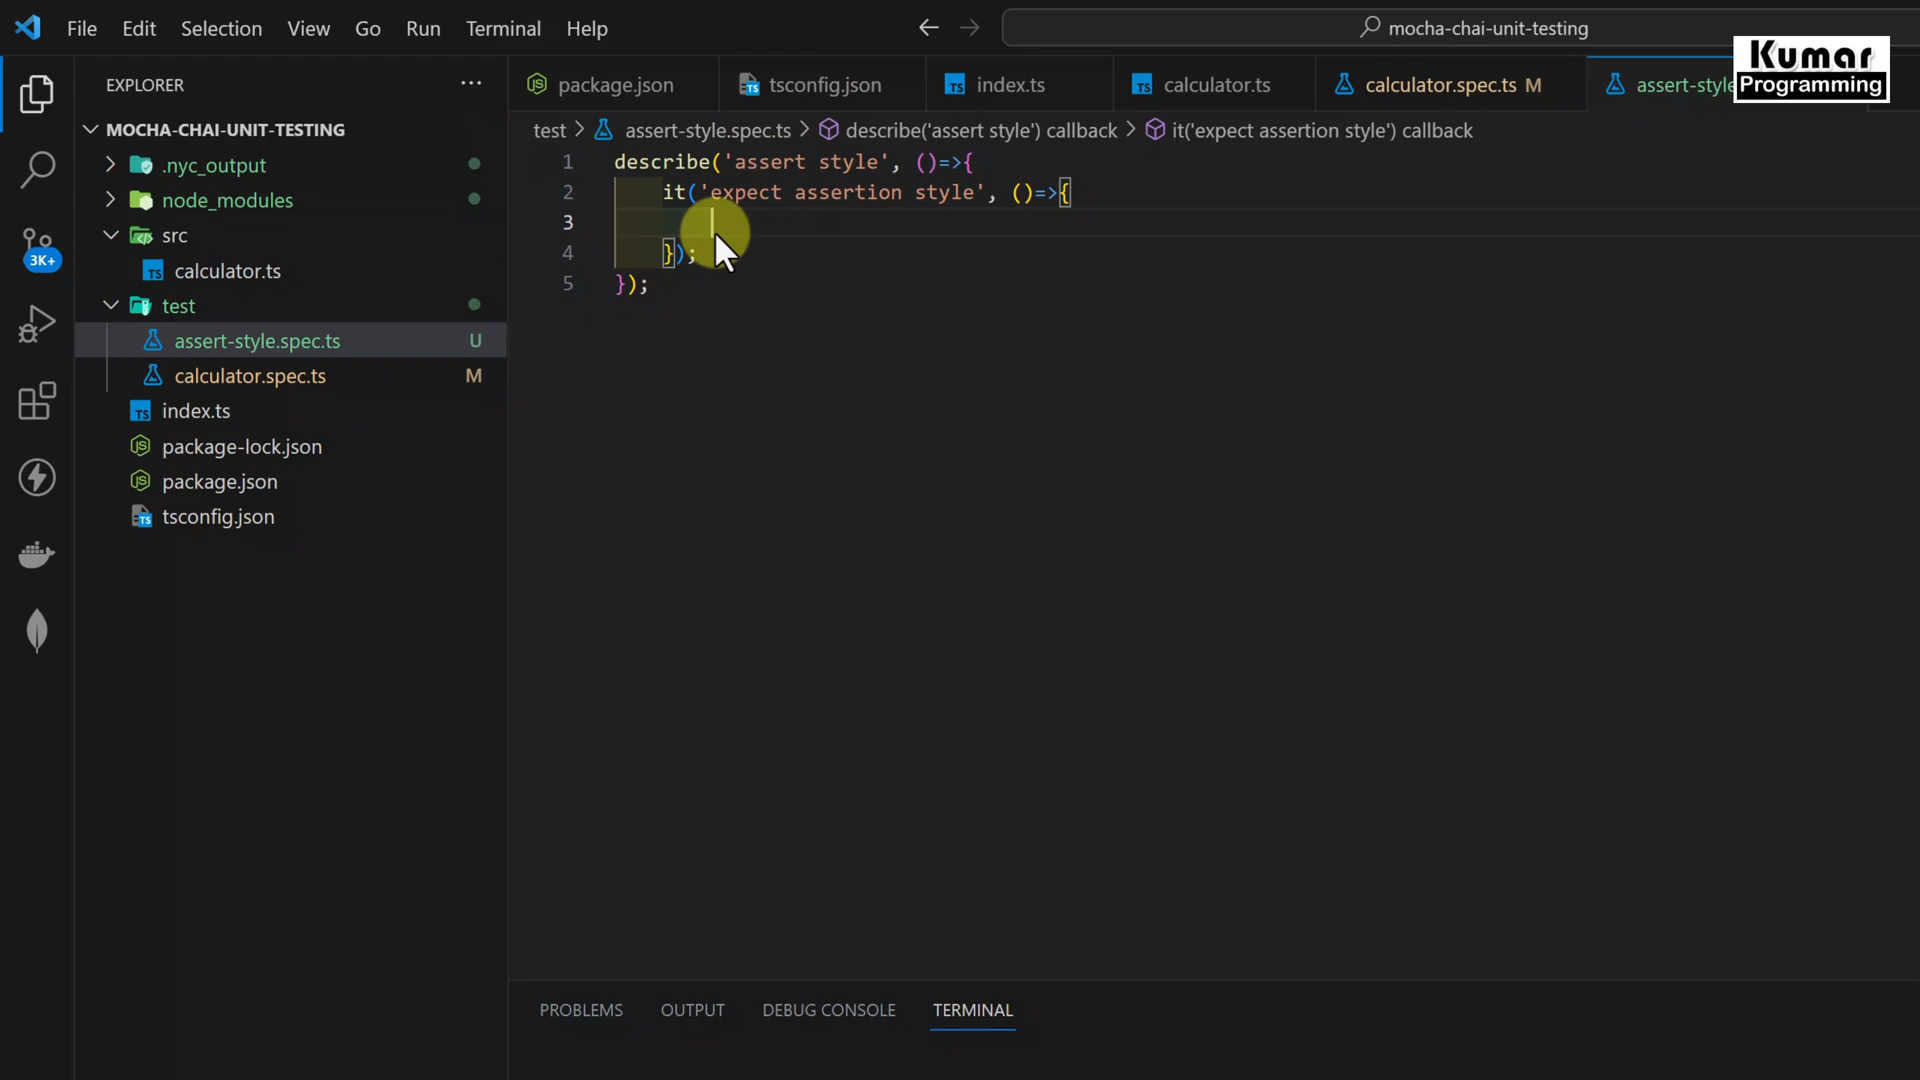 File Edit Selection View Go Run Terminal Help
mocha-chai-unit-testing
Kumar
Programming
EXPLORER
package.json
tsconfig.json
index.ts
calculator.ts
calculator.spec.ts M
assert-style
MOCHA-CHAI-UNIT-TESTING
.nyc_output
node_modules
src
calculator.ts
test
assert-style.spec.ts U
calculator.spec.ts M
index.ts
package-lock.json
package.json
tsconfig.json
3K+
test > assert-style.spec.ts > describe('assert style') callback > it('expect assertion style') callback
1 describe('assert style', ()=>{
2 it('expect assertion style', ()=>{
3
4 });
5 });
PROBLEMS OUTPUT DEBUG CONSOLE TERMINAL